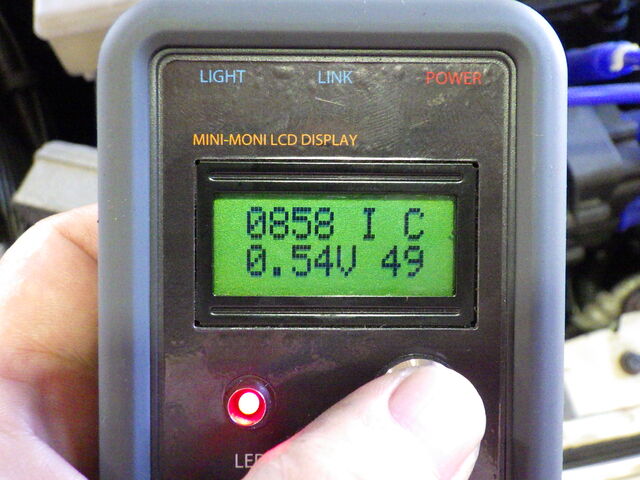 LIGHT LINK POWER
MINI-MONI LCD DISPLAY
0858 I C
0.54V 49